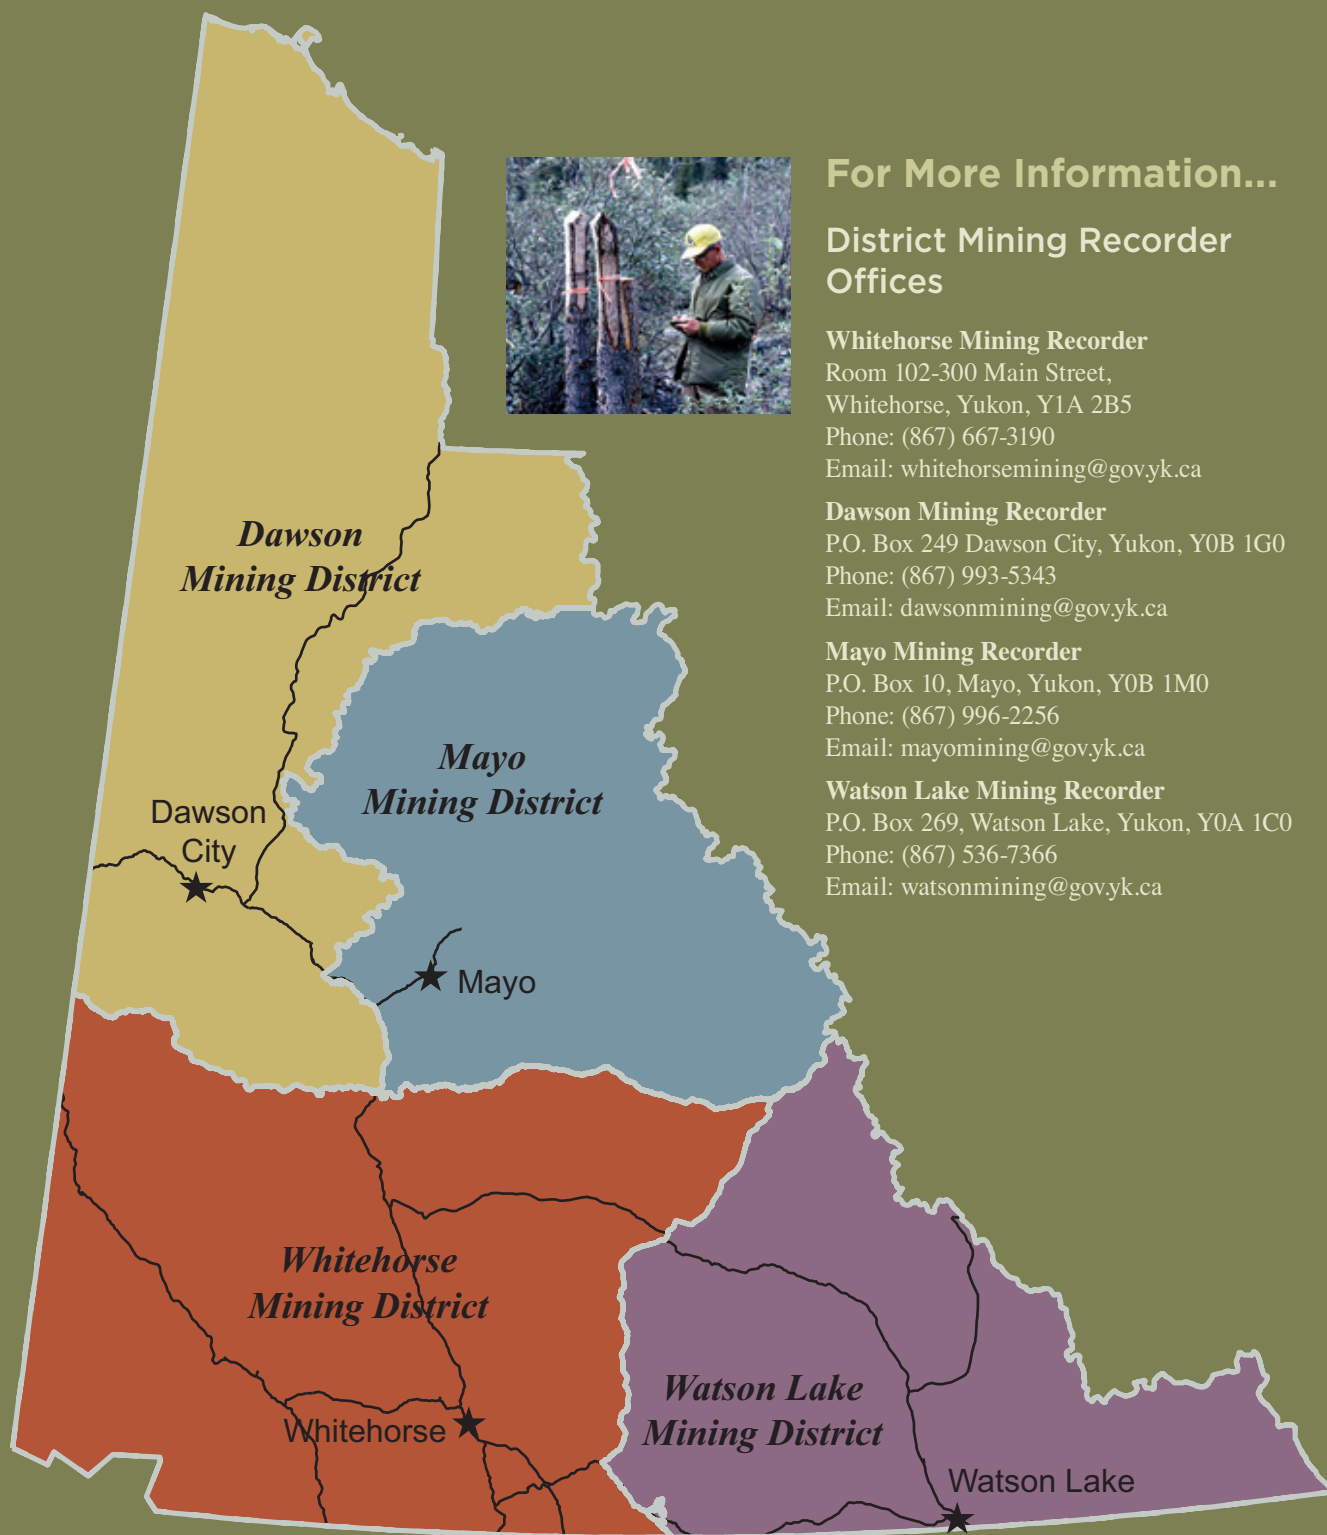 For More Information...
District Mining Recorder
Offices
Whitehorse Mining Recorder
Room 102-300 Main Street,
Whitehorse, Yukon, Y1A 2B5
Phone: (867) 667-3190
Email: whitehorsemining@gov.yk.ca
Dawson Mining Recorder
P.O. Box 249 Dawson City, Yukon, Y0B 1G0
Phone: (867) 993-5343
Email: dawsonmining@gov.yk.ca
Mayo Mining Recorder
P.O. Box 10, Mayo, Yukon, Y0B 1M0
Phone: (867) 996-2256
Email: mayomining@gov.yk.ca
Watson Lake Mining Recorder
P.O. Box 269, Watson Lake, Yukon, Y0A 1C0
Phone: (867) 536-7366
Email: watsonmining@gov.yk.ca
Dawson
Mining District
Mayo
Mining District
Dawson
City
Mayo
Whitehorse
Mining District
Watson Lake
Mining District
Whitehorse
Watson Lake